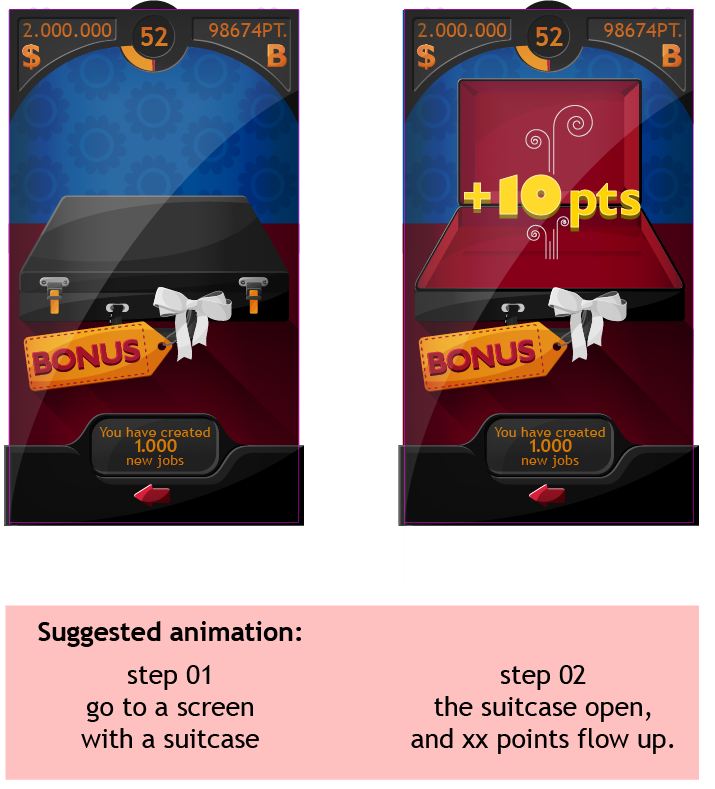 2.000.000
52
98674PT.
$
B
BONUS
You have created
1.000
new jobs
2.000.000
52
98674PT.
$
B
+10 pts
BONUS
You have created
1.000
new jobs
Suggested animation:
step 01
go to a screen
with a suitcase
step 02
the suitcase open,
and xx points flow up.